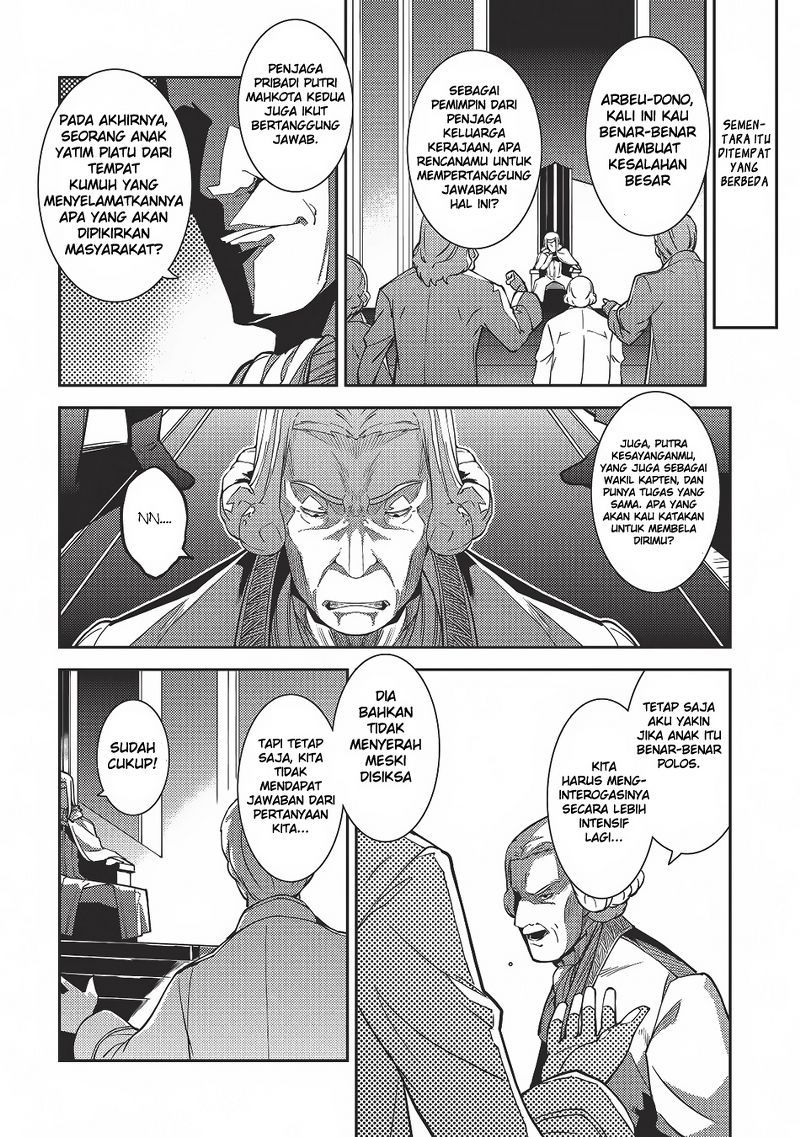 SEMEN-
TARA ITU
DITEMPAT
YANG
BERBEDA
ARBEU-DONO,
KALI INI KAU
BENAR-BENAR
MEMBUAT
KESALAHAN
BESAR
SEBAGAI
PEMIMPIN DARI
PENJAGA
KELUARGA
KERAJAAN, APA
RENCANAMU UNTUK
MEMPERTANGGUNG
JAWABKAN
HAL INI?
PENJAGA
PRIBADI PUTRI
MAHKOTA KEDUA
JUGA IKUT
BERTANGGUNG
JAWAB.
PADA AKHIRNYA,
SEORANG ANAK
YATIM PIATU DARI
TEMPAT
KUMUH YANG
MENYELAMATKANNYA
APA YANG AKAN
DIPIKIRKAN
MASYARAKAT?
JUGA, PUTRA
KESAYANGANMU,
YANG JUGA SEBAGAI
WAKIL KAPTEN, DAN
PUNYA TUGAS YANG
SAMA. APA YANG
AKAN KAU KATAKAN
UNTUK MEMBELA
DIRIMU?
NN....
TETAP SAJA
AKU YAKIN
JIKA ANAK ITU
BENAR-BENAR
POLOS.
KITA
HARUS MENG-
INTEROGASINYA
SECARA LEBIH
INTENSIF
LAGI...
DIA
BAHKAN
TIDAK
MENYERAH
MESKI
DISIKSA
TAPI TETAP
SAJA, KITA
TIDAK
MENDAPAT
JAWABAN DARI
PERTANYAAN
KITA...
SUDAH
CUKUP!